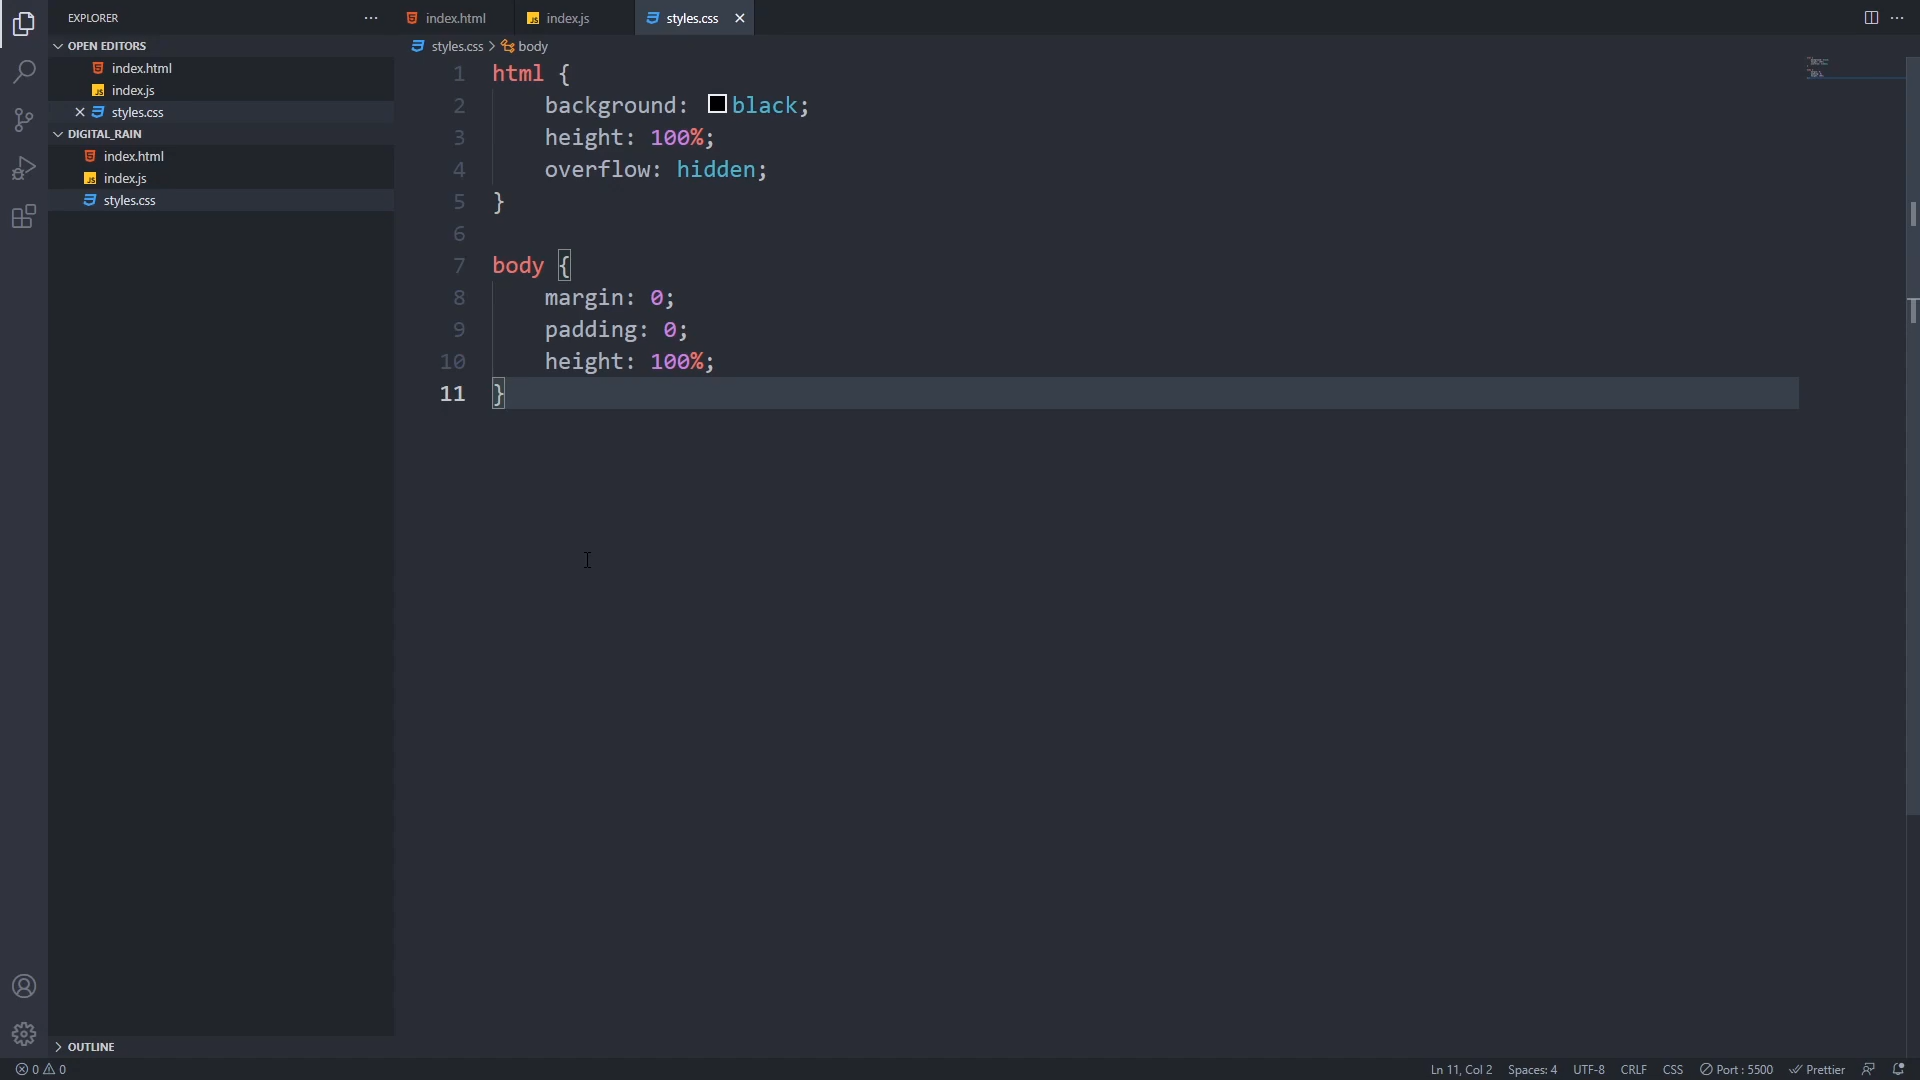 EXPLORER
index.html
index.js
styles.css
OPEN EDITORS
index.html
index.js
styles.css
DIGITAL_RAIN
index.html
index.js
styles.css
OUTLINE
styles.css > body
1 html {
2 background: black;
3 height: 100%;
4 overflow: hidden;
5 }
6
7 body {
8 margin: 0;
9 padding: 0;
10 height: 100%;
11 }
0 0
Ln 11, Col 2 Spaces: 4 UTF-8 CRLF CSS Port : 5500 Prettier